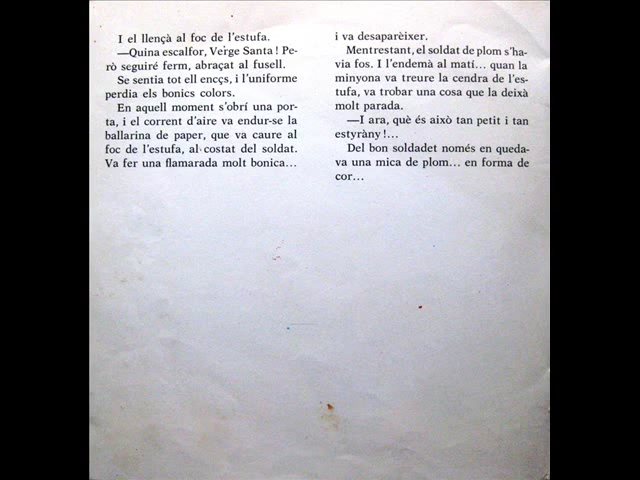 I el llençà al foc de l'estufa.
—Quina escalfor, Verge Santa! Pe-
rò seguiré ferm, abraçat al fusell.
Se sentia tot ell encçs, i l'uniforme
perdia els bonics colors.
En aquell moment s'obrí una por-
ta, i el corrent d'aire va endur-se la
ballarina de paper, que va caure al
foc de l'estufa, al costat del soldat.
Va fer una flamarada molt bonica...
i va desaparèixer.
Mentrestant, el soldat de plom s'ha-
via fos. I l'endemà al matí... quan la
minyona va treure la cendra de l'es-
tufa, va trobar una cosa que la deixà
molt parada.
—I ara, què és això tan petit i tan
estyràny!...
Del bon soldadet només en queda-
va una mica de plom... en forma de
cor...